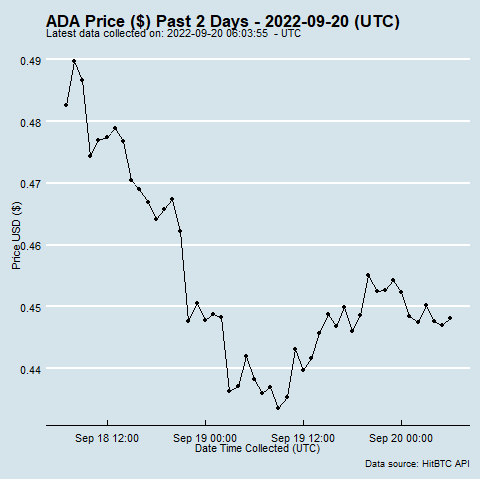 ADA Price ($) Past 2 Days - 2022-09-20 (UTC)
Latest data collected on: 2022-09-20 06:03:55 - UTC
0.49
0.48
0.47
0.46
0.45
0.44
Price USD ($)
Sep 18 12:00
Sep 19 00:00
Sep 19 12:00
Sep 20 00:00
Date Time Collected (UTC)
Data source: HitBTC API